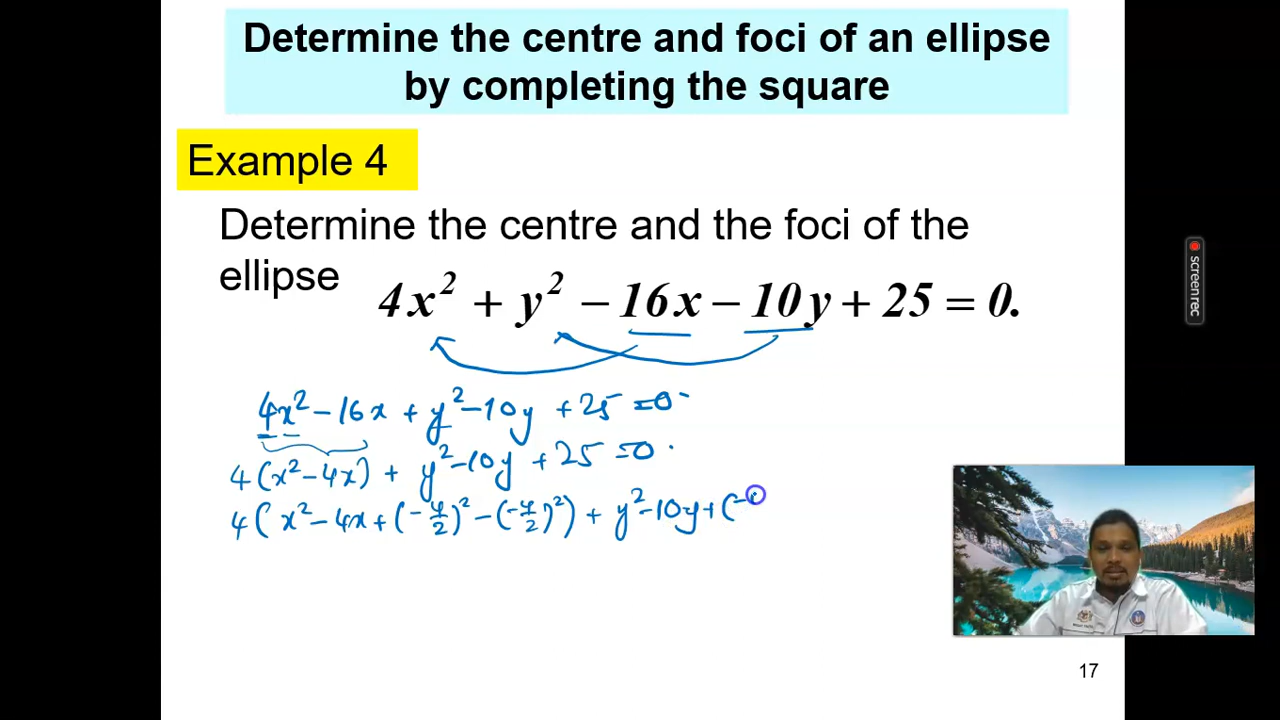 Determine the centre and foci of an ellipse
by completing the square
Example 4
Determine the centre and the foci of the
ellipse 4x² + y² − 16x − 10y + 25 = 0.
4x² − 16x + y² − 10y + 25 = 0
4(x² − 4x) + y² − 10y + 25 = 0.
4(x² − 4x + (−4/2)² − (−4/2)²) + y² − 10y + (−
screenrec
17